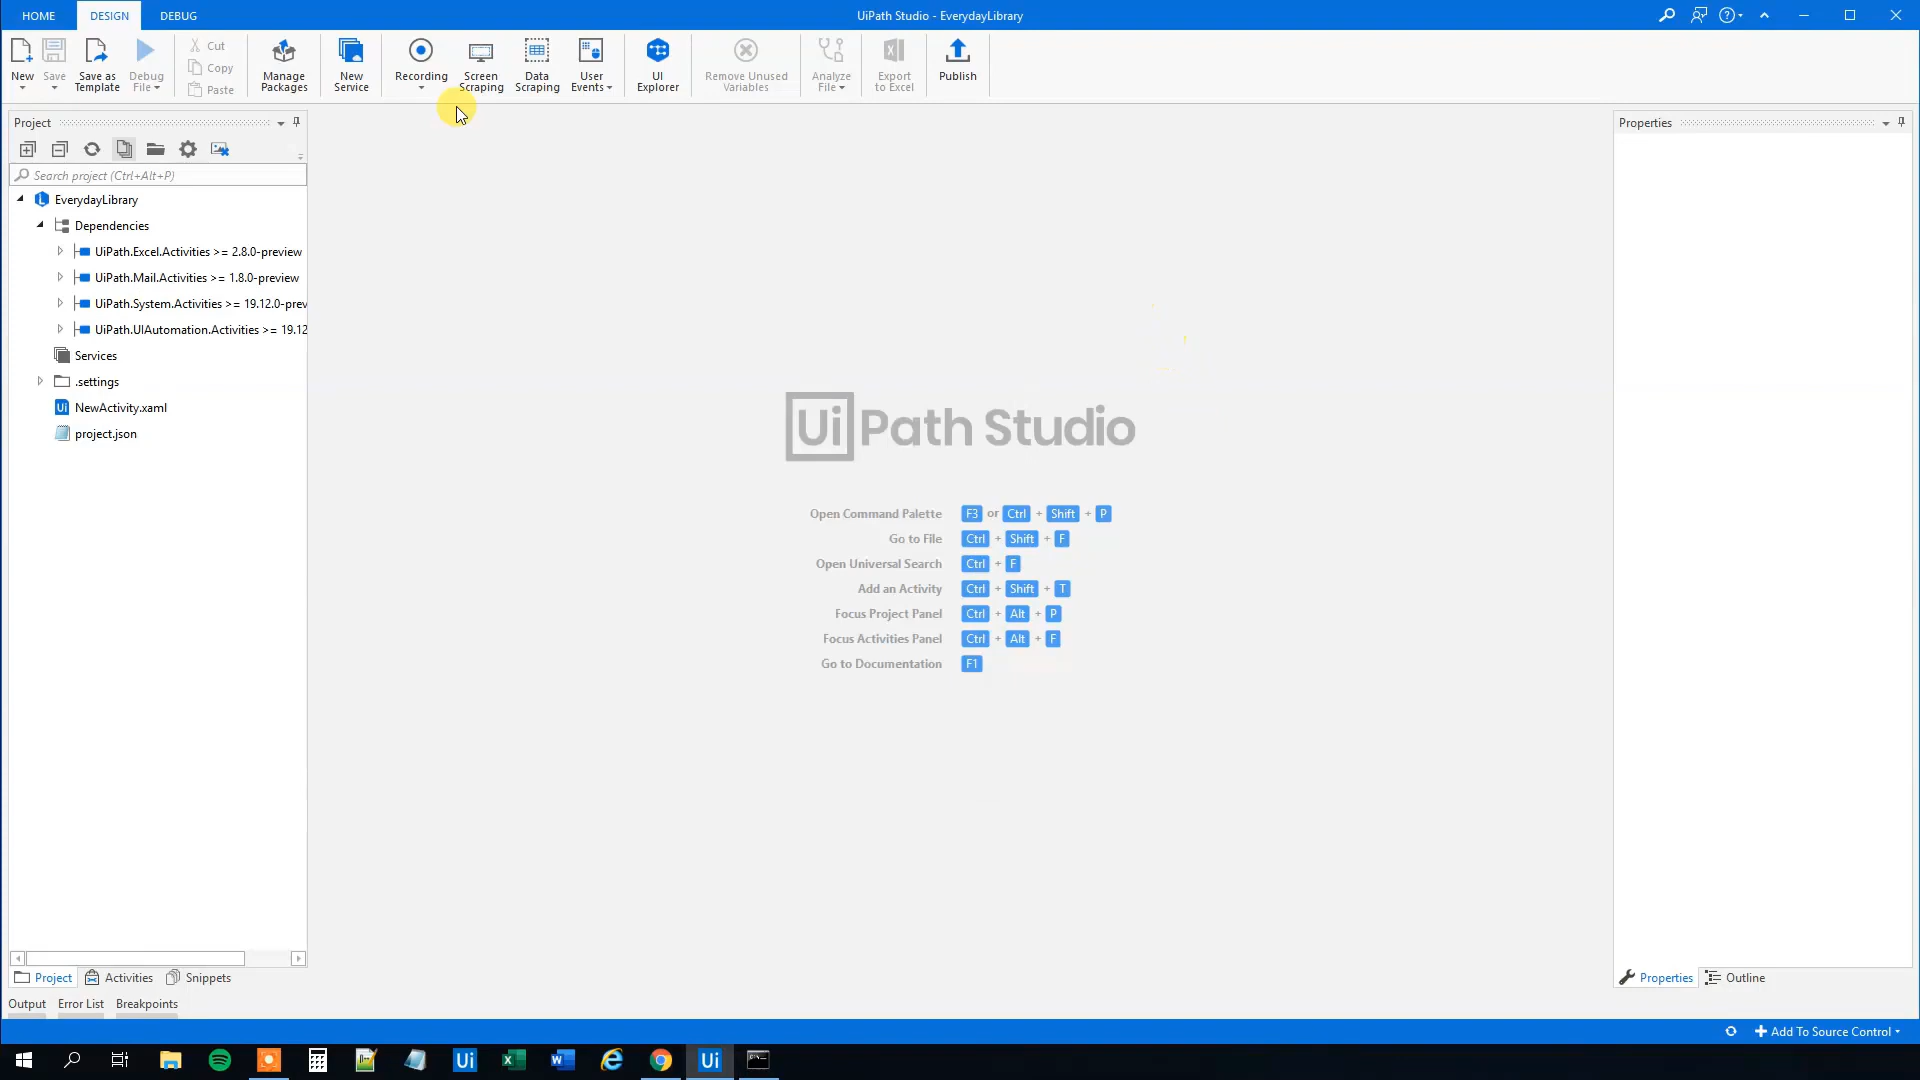 HOME DESIGN DEBUG UiPath Studio - EverydayLibrary
New Save Save as Template Debug File Cut Copy Paste Manage Packages New Service Recording Screen Scraping Data Scraping User Events UI Explorer Remove Unused Variables Analyze File Export to Excel Publish
Project
Properties
Search project (Ctrl+Alt+P)
EverydayLibrary
Dependencies
UiPath.Excel.Activities >= 2.8.0-preview
UiPath.Mail.Activities >= 1.8.0-preview
UiPath.System.Activities >= 19.12.0-prev
UiPath.UIAutomation.Activities >= 19.12
Services
.settings
Ui NewActivity.xaml
project.json
Ui Path Studio
Open Command Palette F3 or Ctrl + Shift + P
Go to File Ctrl + Shift + F
Open Universal Search Ctrl + F
Add an Activity Ctrl + Shift + T
Focus Project Panel Ctrl + Alt + P
Focus Activities Panel Ctrl + Alt + F
Go to Documentation F1
Project Activities Snippets
Properties Outline
Output Error List Breakpoints
Add To Source Control
Ui Ui